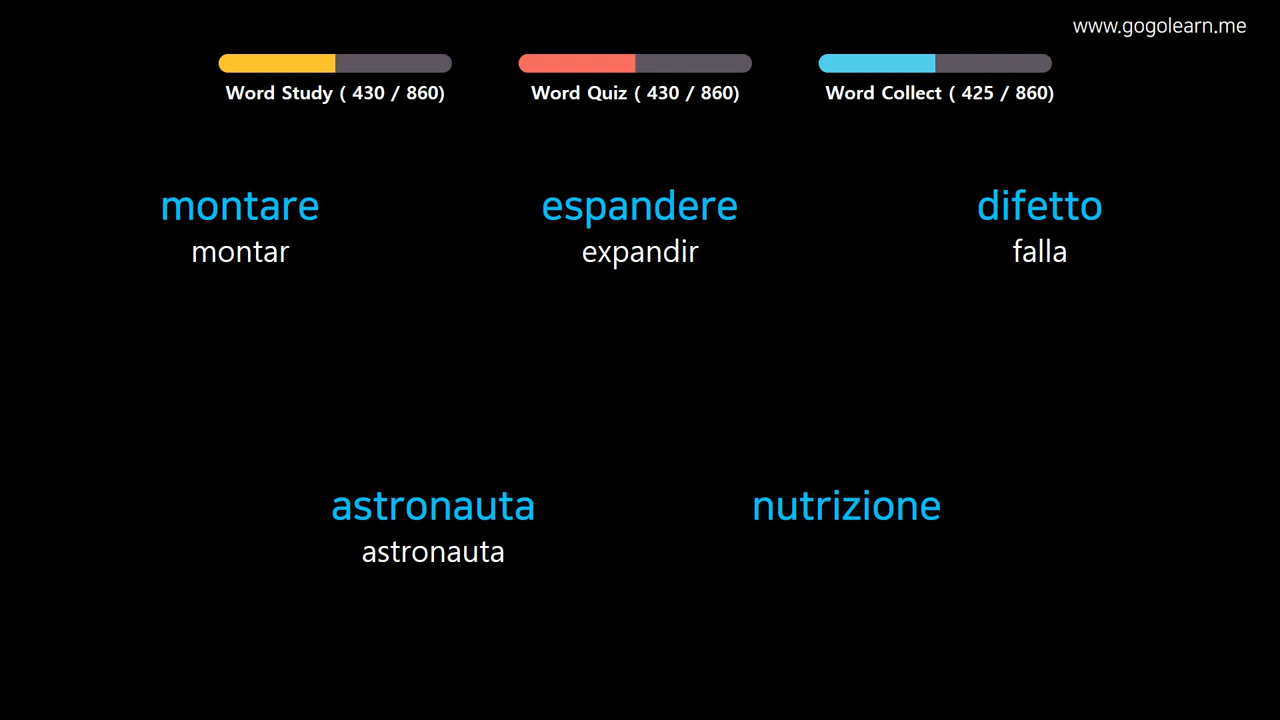 www.gogolearn.me
Word Study ( 430 / 860)
Word Quiz ( 430 / 860)
Word Collect ( 425 / 860)
montare
montar
espandere
expandir
difetto
falla
astronauta
astronauta
nutrizione